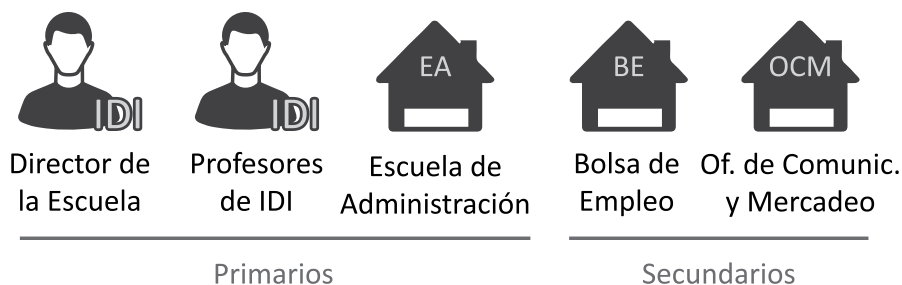 IDI
IDI
EA
BE
OCM
Director de
la Escuela
Profesores
de IDI
Escuela de
Administración
Bolsa de
Empleo
Of. de Comunic.
y Mercadeo
Primarios
Secundarios